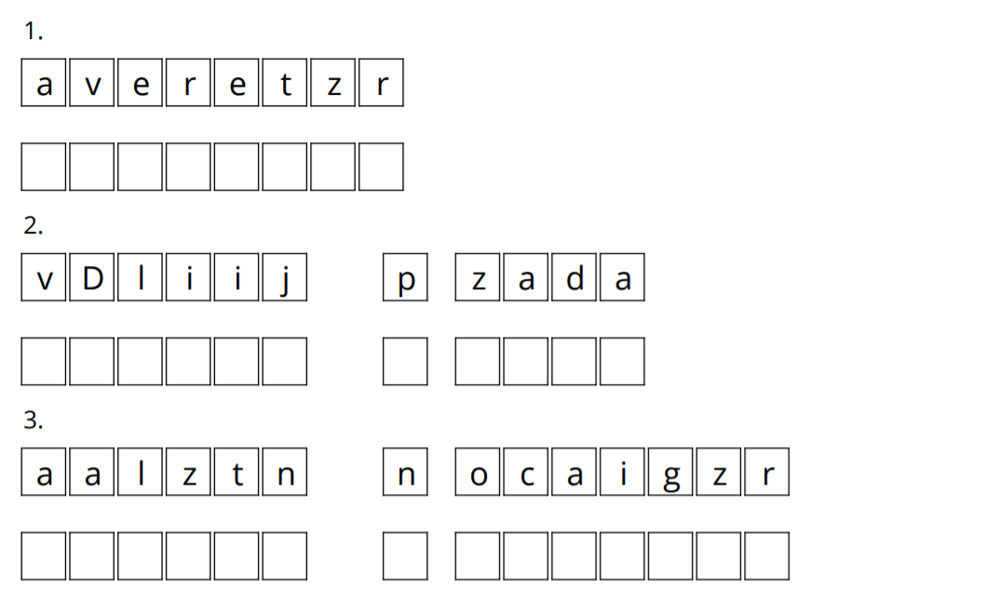 1.
a v e r e t z r
2.
v D l i i j p z a d a
3.
a a l z t n n o c a i g z r